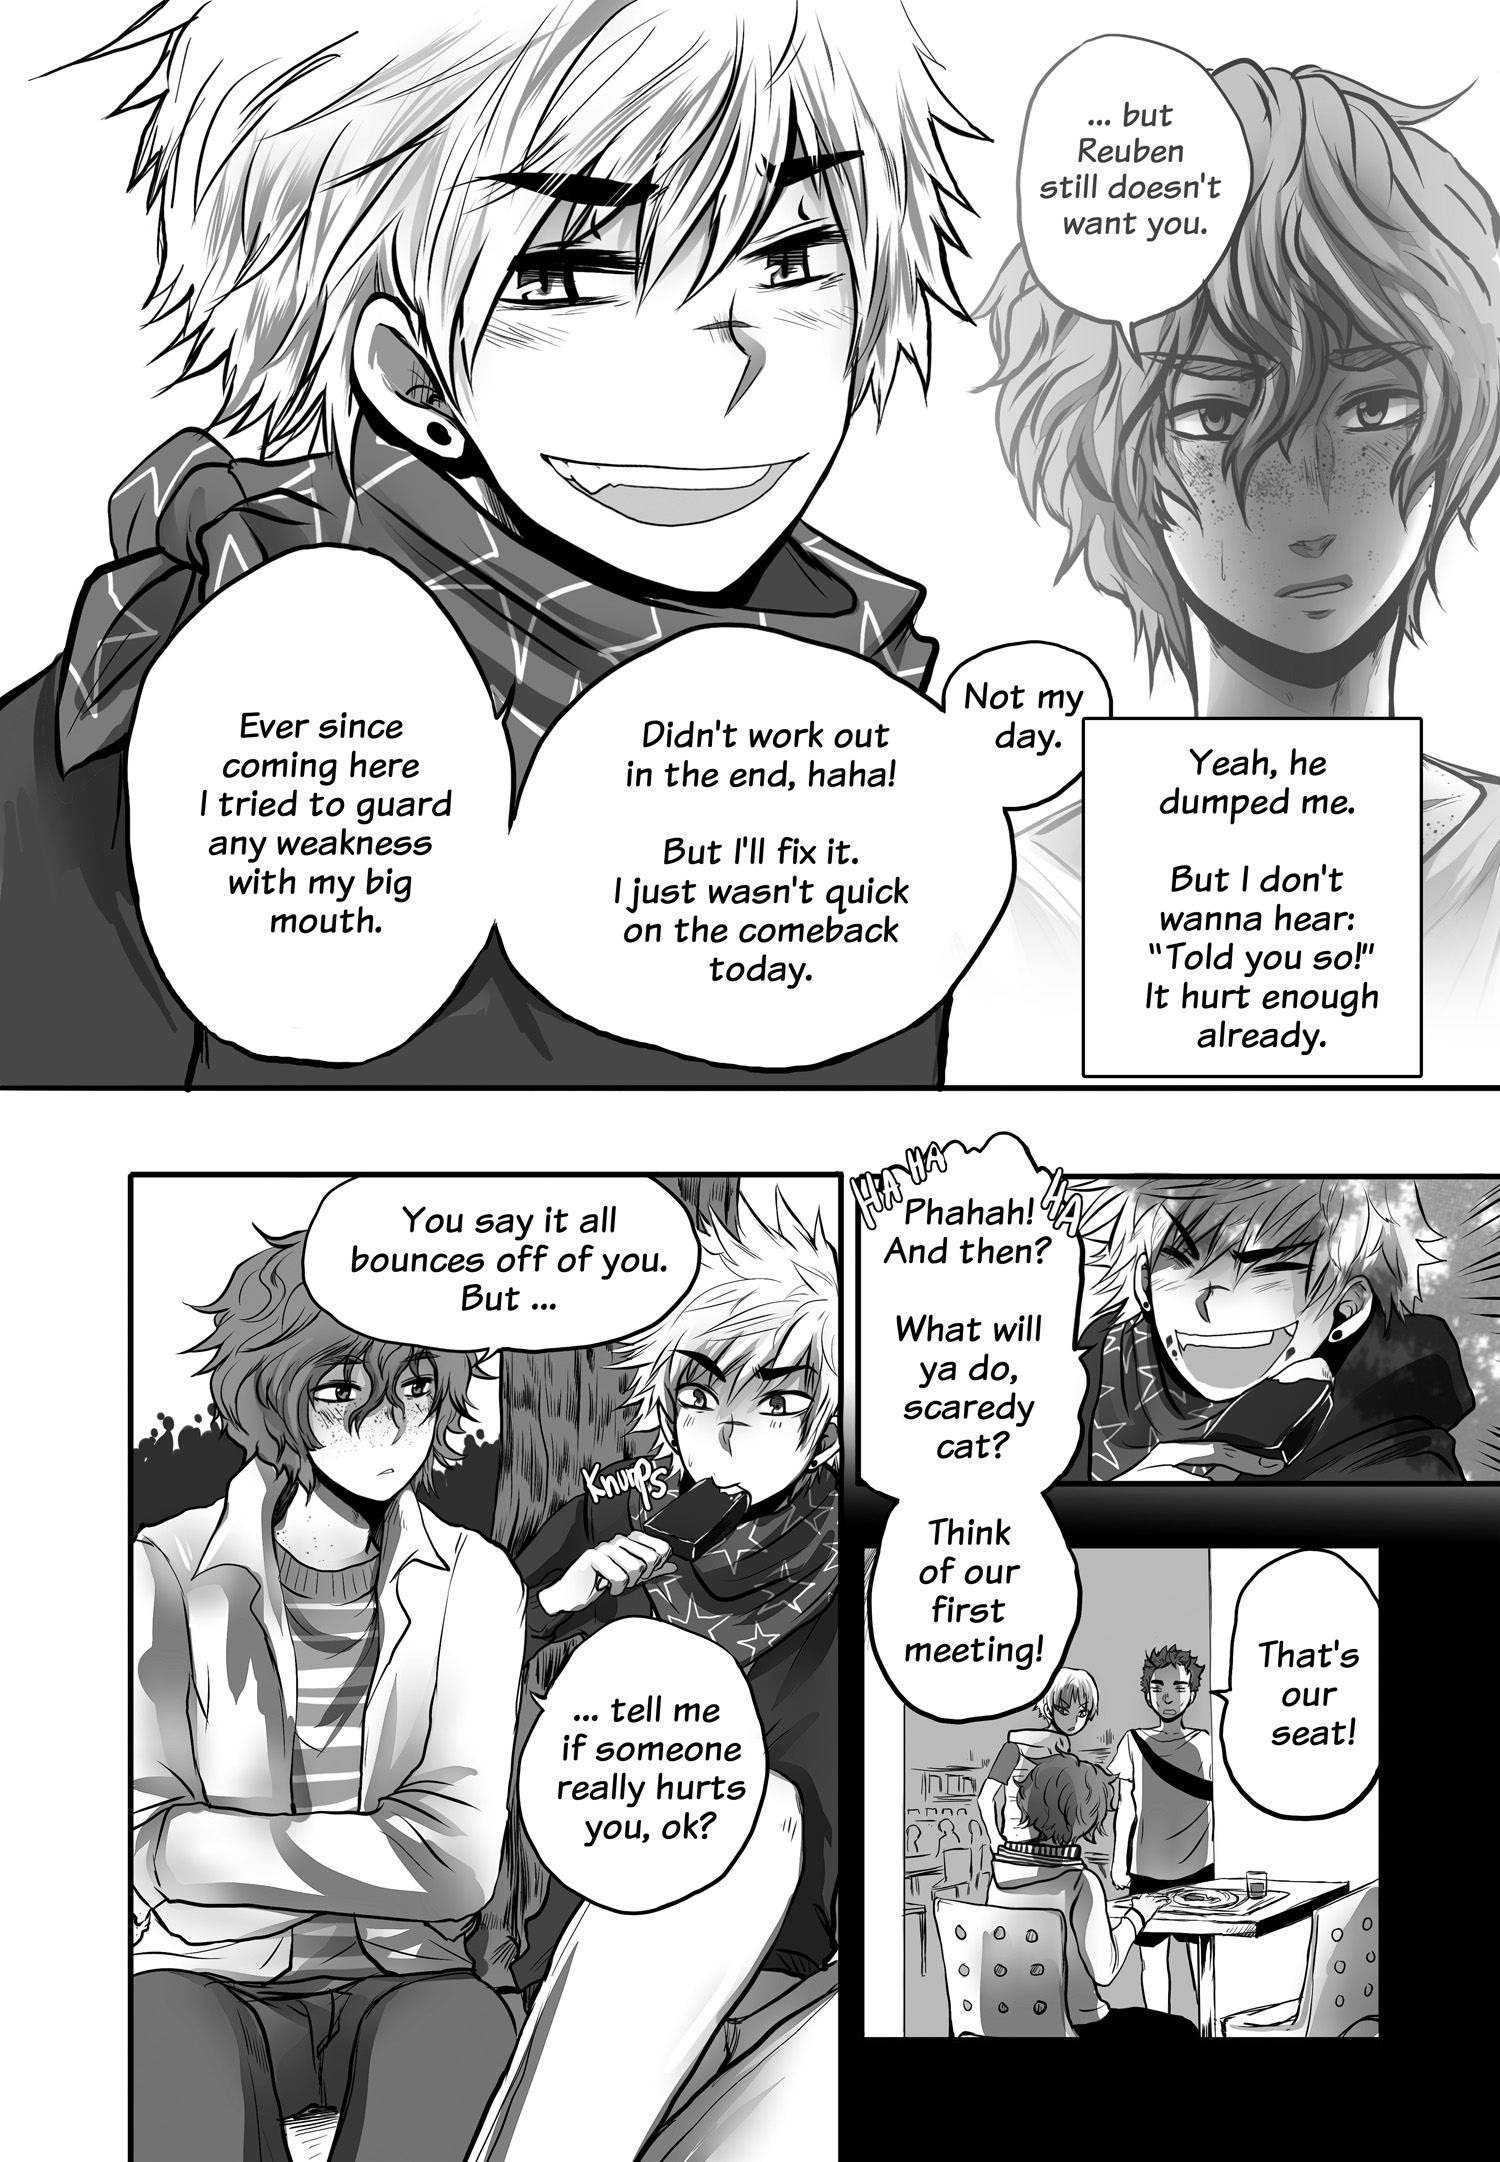 ... but
Reuben
still doesn't
want you.
Ever since
coming here
I tried to guard
any weakness
with my big
mouth.
Didn't work out
in the end, haha!
But I'll fix it.
I just wasn't quick
on the comeback
today.
Not my
day.
Yeah, he
dumped me.
But I don't
wanna hear:
“Told you so!”
It hurt enough
already.
You say it all
bounces off of you.
But ...
Knurps
... tell me
if someone
really hurts
you, ok?
HA HA HA
Phahah!
And then?
What will
ya do,
scaredy
cat?
Think
of our
first
meeting!
That's
our
seat!